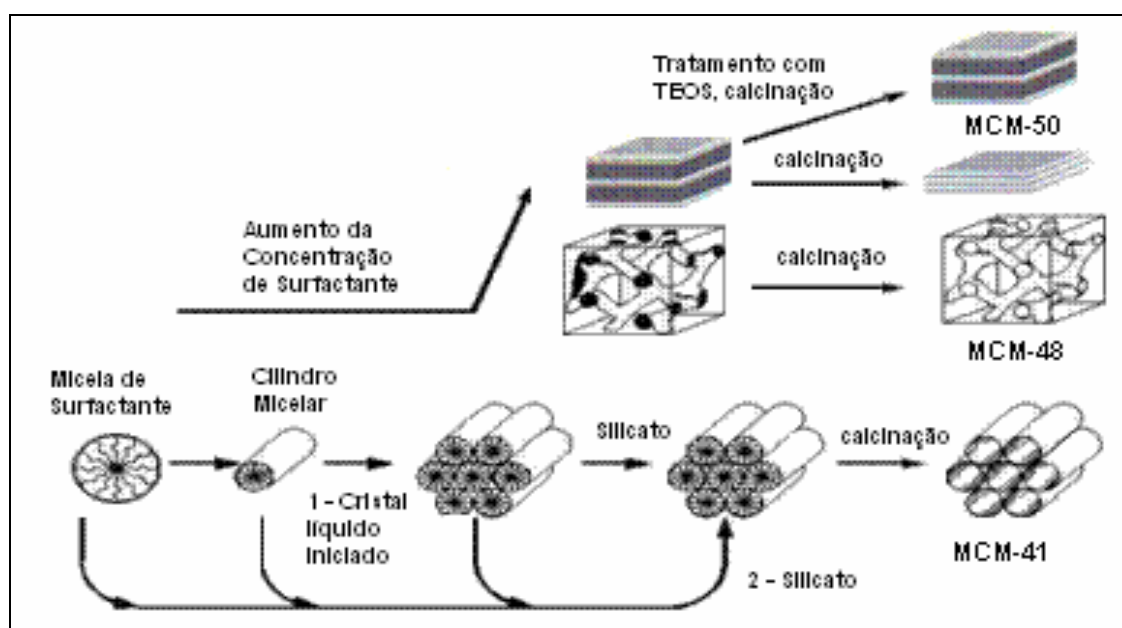 Tratamento com
TEOS, calcinação
MCM-50
calcinação
Aumento da
Concentração
de Surfactante
calcinação
MCM-48
Micela de
Surfactante
Cilindro
Micelar
Silicato
calcinação
1 - Cristal
líquido
Iniciado
2 - Silicato
MCM-41